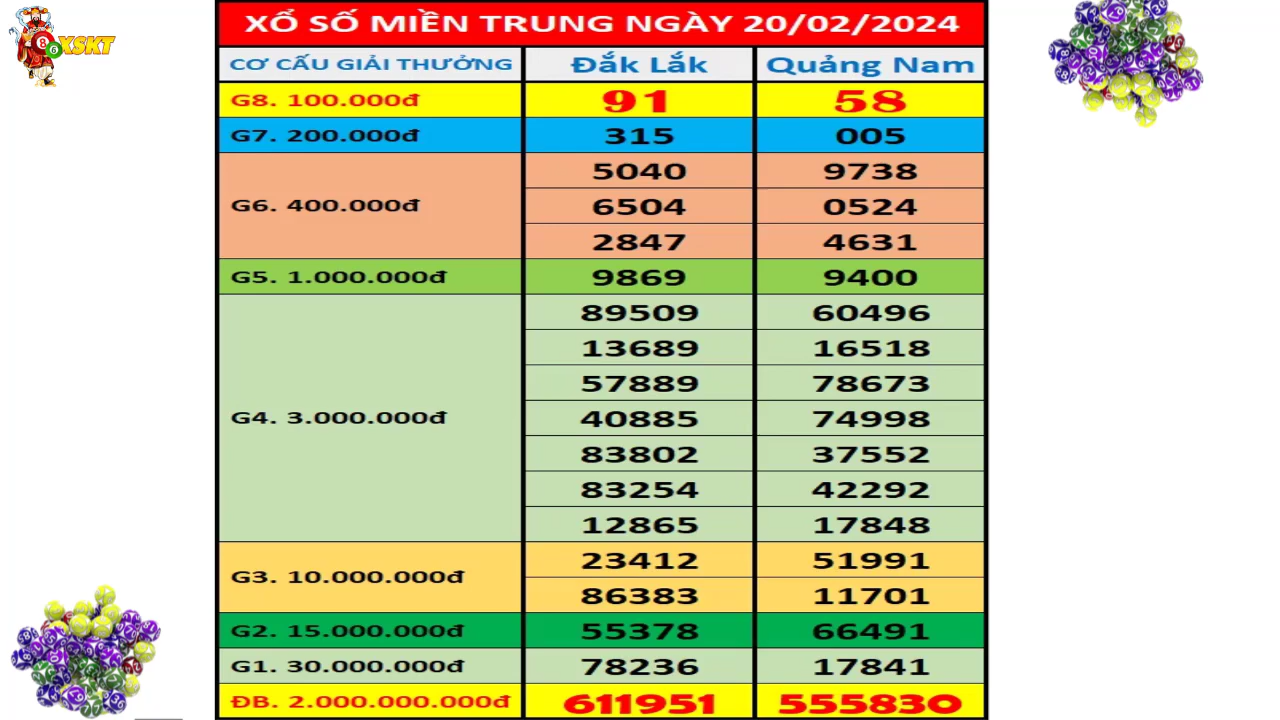 XSKT
86
XỔ SỐ MIỀN TRUNG NGÀY 20/02/2024
CƠ CẤU GIẢI THƯỞNG Đắk Lắk Quảng Nam
G8. 100.000đ 91 58
G7. 200.000đ 315 005
G6. 400.000đ 5040 9738
6504 0524
2847 4631
G5. 1.000.000đ 9869 9400
G4. 3.000.000đ 89509 60496
13689 16518
57889 78673
40885 74998
83802 37552
83254 42292
12865 17848
G3. 10.000.000đ 23412 51991
86383 11701
G2. 15.000.000đ 55378 66491
G1. 30.000.000đ 78236 17841
ĐB. 2.000.000.000đ 611951 555830